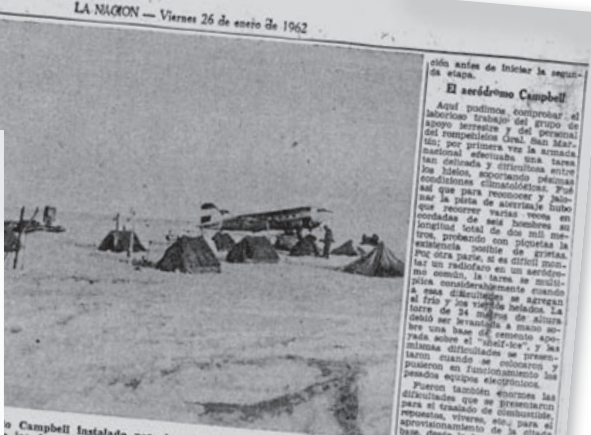 LA NACION — Viernes 26 de enero de 1962
ción antes de iniciar la segun-
da etapa.
El aeródromo Campbell
Aquí pudimos comprobar el
laborioso trabajo del grupo de
apoyo terrestre y del personal
del rompehielos Gral. San Mar-
tín; por primera vez la armada
nacional efectuaba una tarea
tan delicada y dificultosa entre
los hielos, soportando pésimas
condiciones climatológicas. Fué
así que para reconocer y jalo-
nar la pista de aterrizaje hubo
que recorrer varias veces en
cordadas de seis hombres su
longitud total de dos mil me-
tros, probando con piquetas la
existencia posible de grietas.
Por otra parte, si es difícil mon-
tar un radiofaro en un aeródro-
mo común, la tarea se multi-
plica considerablemente cuando
a esas dificultades se agregan
el frío y los vientos helados. La
torre de 24 metros de altura
debió ser levantada a mano so-
bre una base de cemento apo-
yada sobre el "shelf-ice", y las
mismas dificultades se presen-
taron cuando se colocaron y
pusieron en funcionamiento los
pesados equipos electrónicos.
Fueron también enormes las
dificultades que se presentaron
para el traslado de combustible,
repuestos, víveres, etc., para el
aprovisionamiento de la citada
base, desde
Campbell instalado